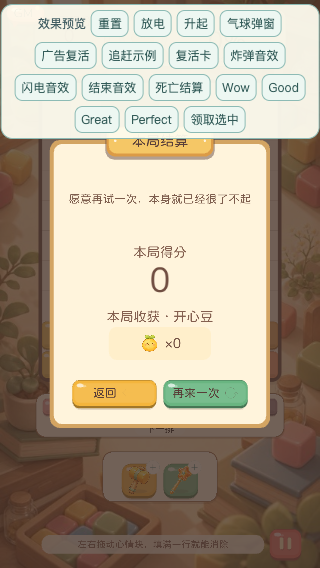 效果预览 重置 放电 升起 气球弹窗
广告复活 追赶示例 复活卡 炸弹音效
闪电音效 结束音效 死亡结算 Wow Good
Great Perfect 领取选中
本局结算
愿意再试一次，本身就已经很了不起
本局得分
0
本局收获·开心豆
×0
返回 再来一次
左右拖动心情块，填满一行就能消除